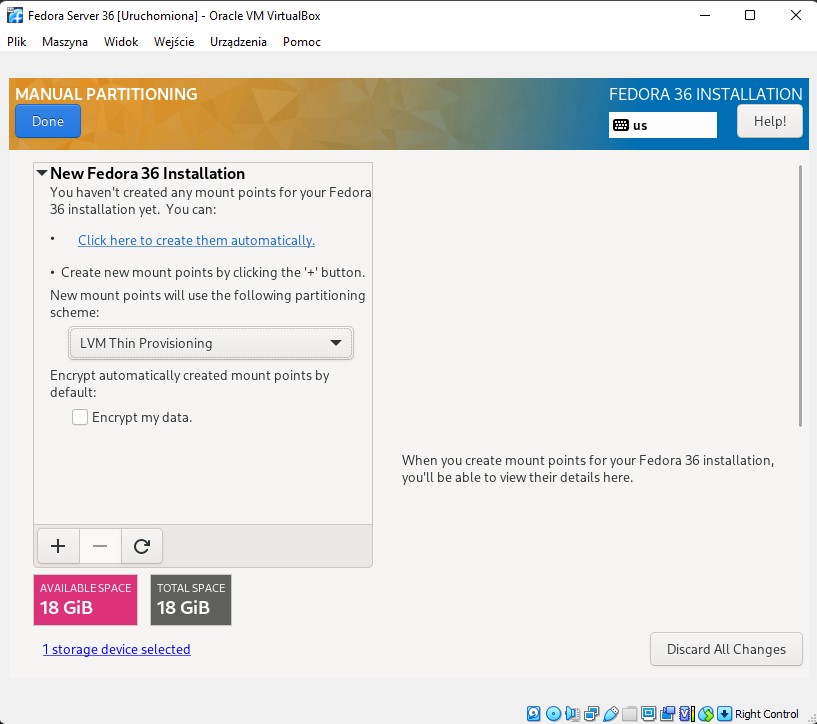 Fedora Server 36 [Uruchomiona] - Oracle VM VirtualBox
Plik Maszyna Widok Wejście Urządzenia Pomoc
MANUAL PARTITIONING
FEDORA 36 INSTALLATION
Done
us
Help!
New Fedora 36 Installation
You haven't created any mount points for your Fedora
36 installation yet. You can:
• Click here to create them automatically.
• Create new mount points by clicking the '+' button.
New mount points will use the following partitioning
scheme:
LVM Thin Provisioning
Encrypt automatically created mount points by
default:
Encrypt my data.
When you create mount points for your Fedora 36 installation,
you'll be able to view their details here.
AVAILABLE SPACE
18 GiB
TOTAL SPACE
18 GiB
1 storage device selected
Discard All Changes
Right Control